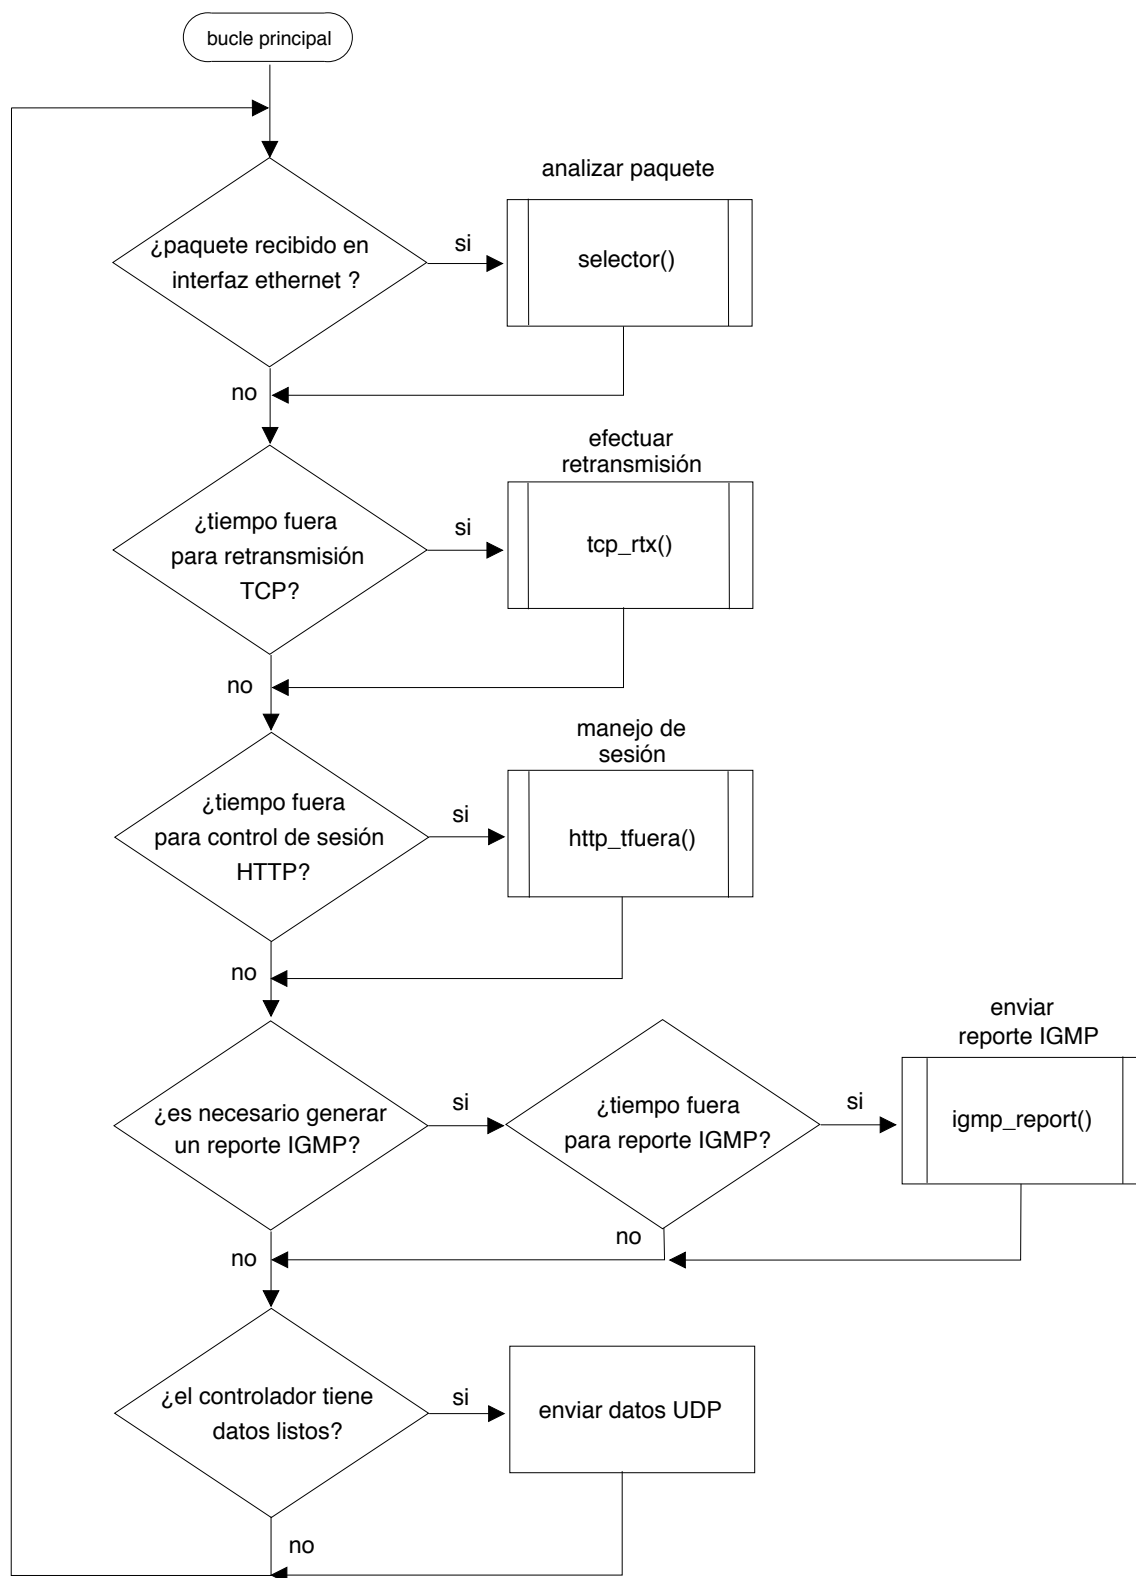 bucle principal
analizar paquete
¿paquete recibido en
interfaz ethernet ?
si
selector()
no
efectuar
retransmisión
¿tiempo fuera
para retransmisión
TCP?
si
tcp_rtx()
no
manejo de
sesión
¿tiempo fuera
para control de sesión
HTTP?
si
http_tfuera()
no
enviar
reporte IGMP
¿es necesario generar
un reporte IGMP?
si
¿tiempo fuera
para reporte IGMP?
si
igmp_report()
no
no
¿el controlador tiene
datos listos?
si
enviar datos UDP
no